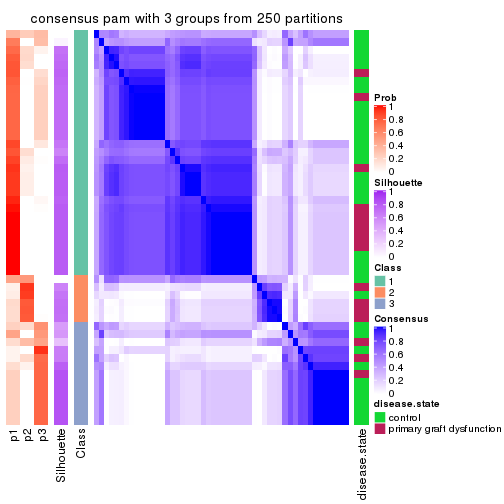 consensus pam with 3 groups from 250 partitions
Prob
1
0.8
0.6
0.4
0.2
0
Silhouette
1
0.8
0.6
0.4
0.2
0
Class
1
2
3
Consensus
1
0.8
0.6
0.4
0.2
0
disease.state
control
primary graft dysfunction
p1
p2
p3
Silhouette
Class
disease.state